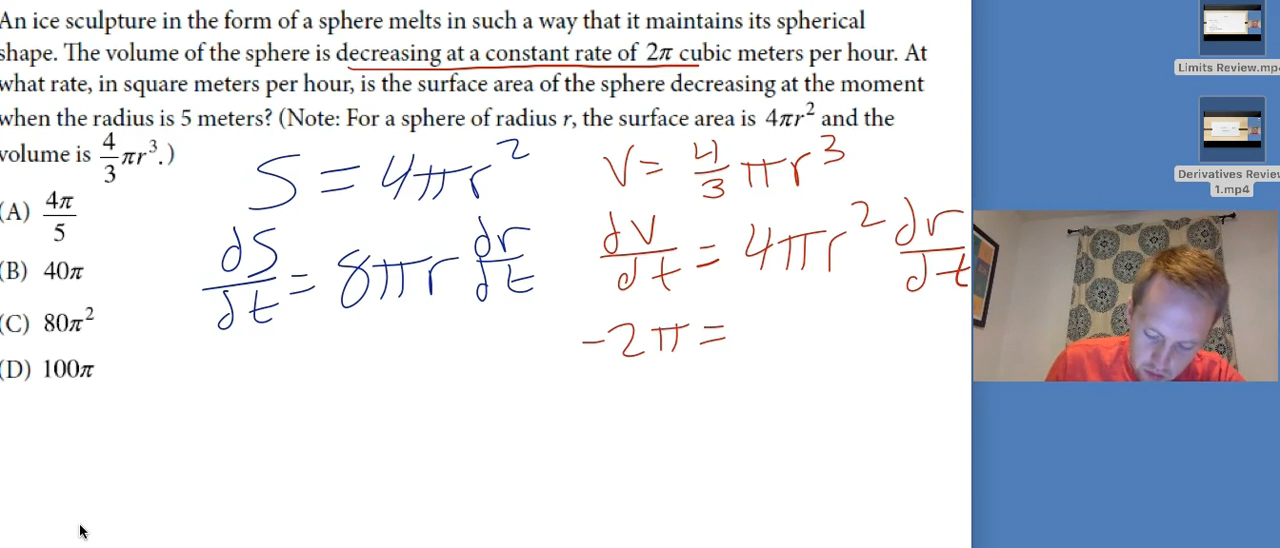 An ice sculpture in the form of a sphere melts in such a way that it maintains its spherical
shape. The volume of the sphere is decreasing at a constant rate of 2π cubic meters per hour. At
what rate, in square meters per hour, is the surface area of the sphere decreasing at the moment
when the radius is 5 meters? (Note: For a sphere of radius r, the surface area is 4πr² and the
volume is 4/3 πr³.)
(A) 4π/5
(B) 40π
(C) 80π²
(D) 100π
S = 4πr²
dS/dt = 8πr dr/dt
V = 4/3 πr³
dV/dt = 4πr² dr/dt
-2π =
Limits Review.mp4
Derivatives Review
1.mp4